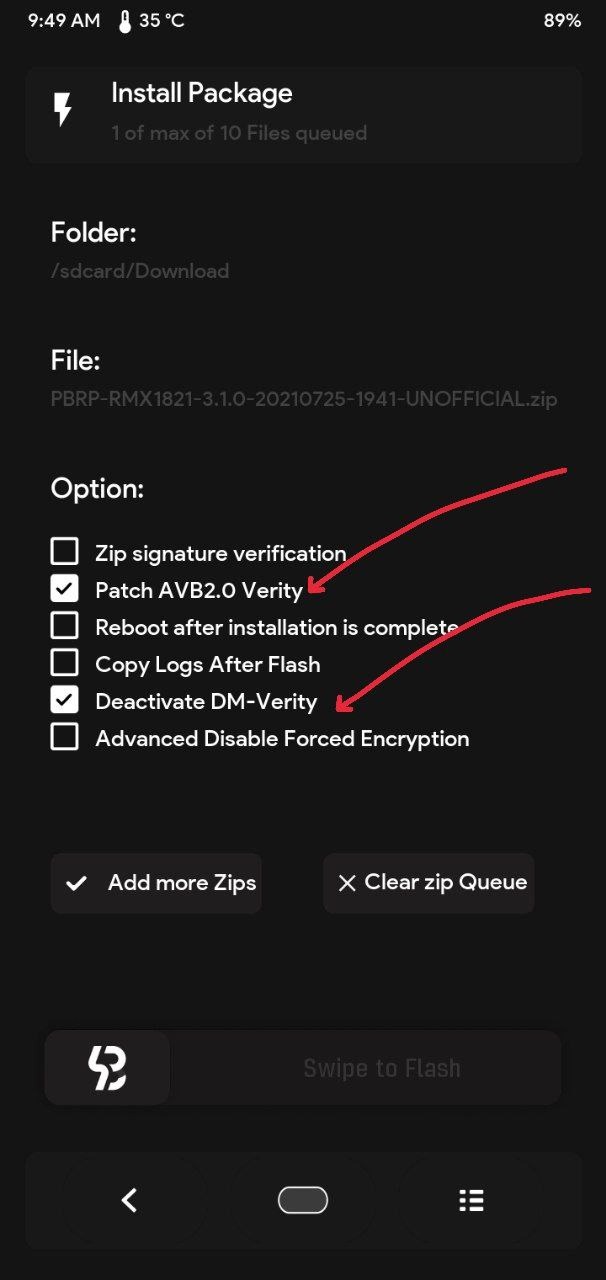 9:49 AM 35 °C 89%
Install Package
1 of max of 10 Files queued
Folder:
/sdcard/Download
File:
PBRP-RMX1821-3.1.0-20210725-1941-UNOFFICIAL.zip
Option:
Zip signature verification
Patch AVB2.0 Verity
Reboot after installation is complete
Copy Logs After Flash
Deactivate DM-Verity
Advanced Disable Forced Encryption
Add more Zips
Clear zip Queue
Swipe to Flash